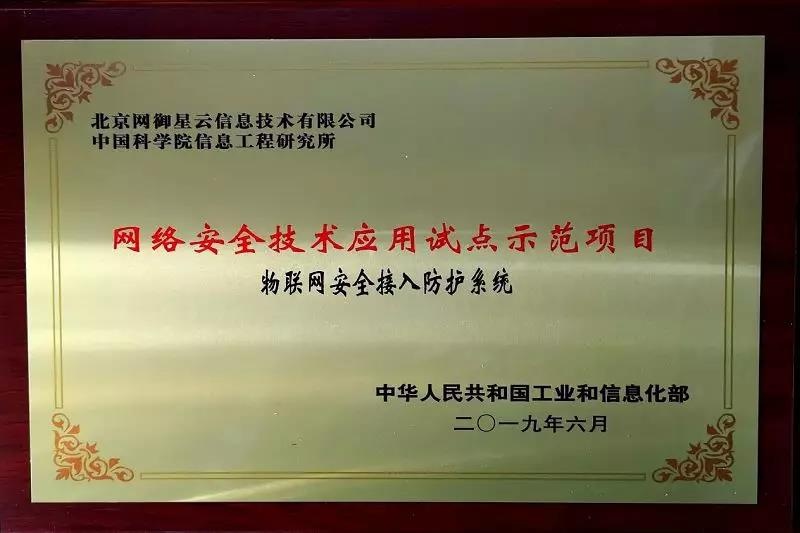 北京网御星云信息技术有限公司
中国科学院信息工程研究所
网络安全技术应用试点示范项目
物联网安全接入防护系统
中华人民共和国工业和信息化部
二〇一九年六月